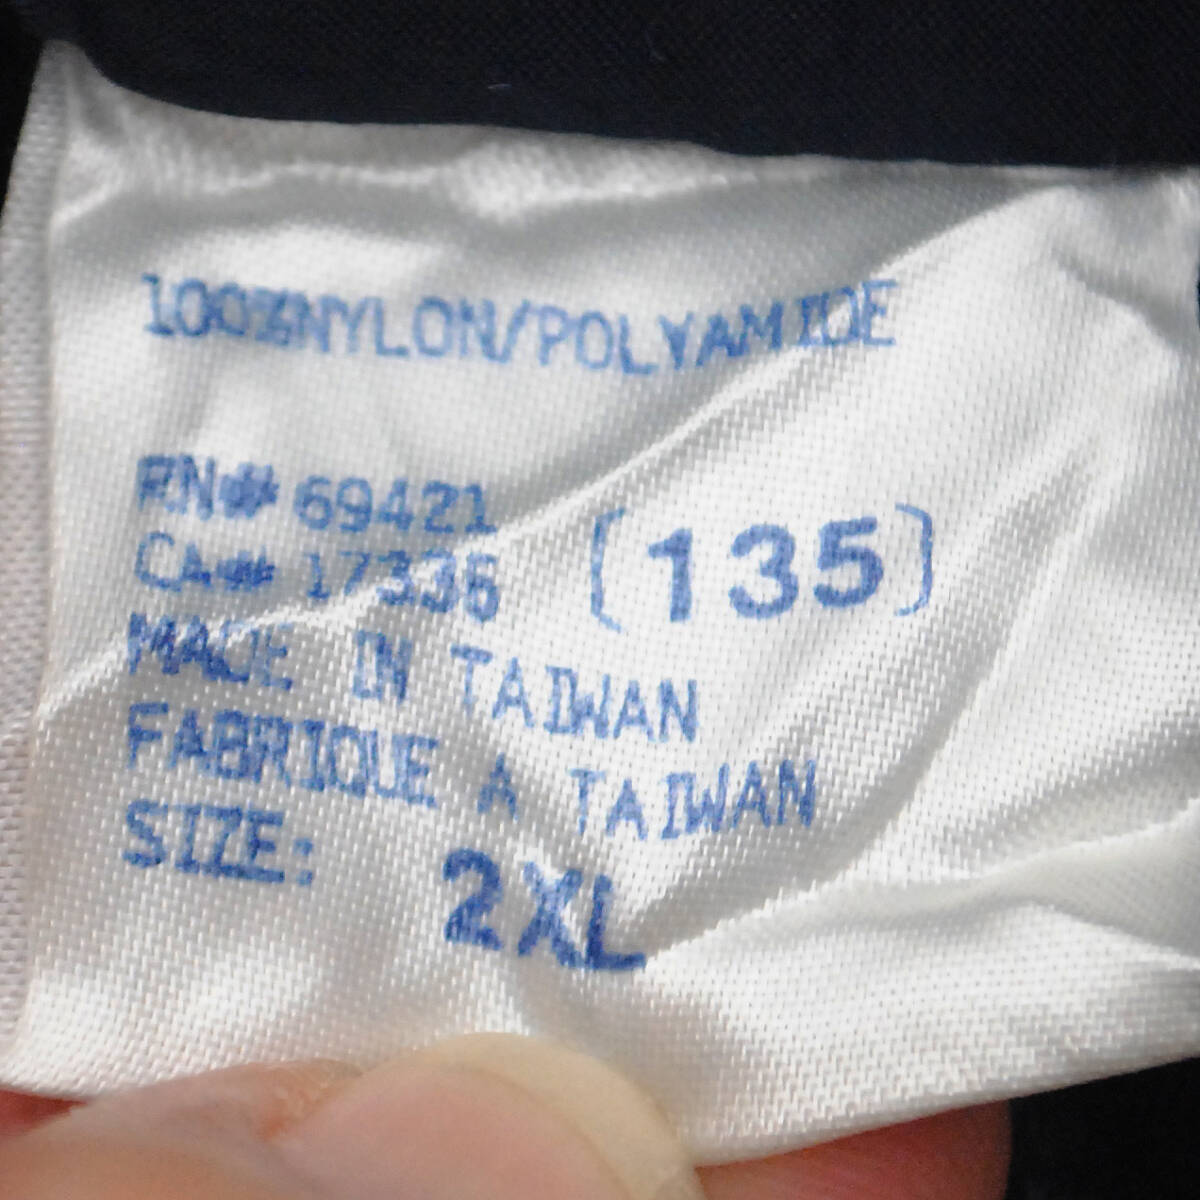 100%NYLON/POLYAMIDE
RN# 69421
CA# 17336 (135)
MADE IN TAIWAN
FABRIQUE A TAIWAN
SIZE: 2XL